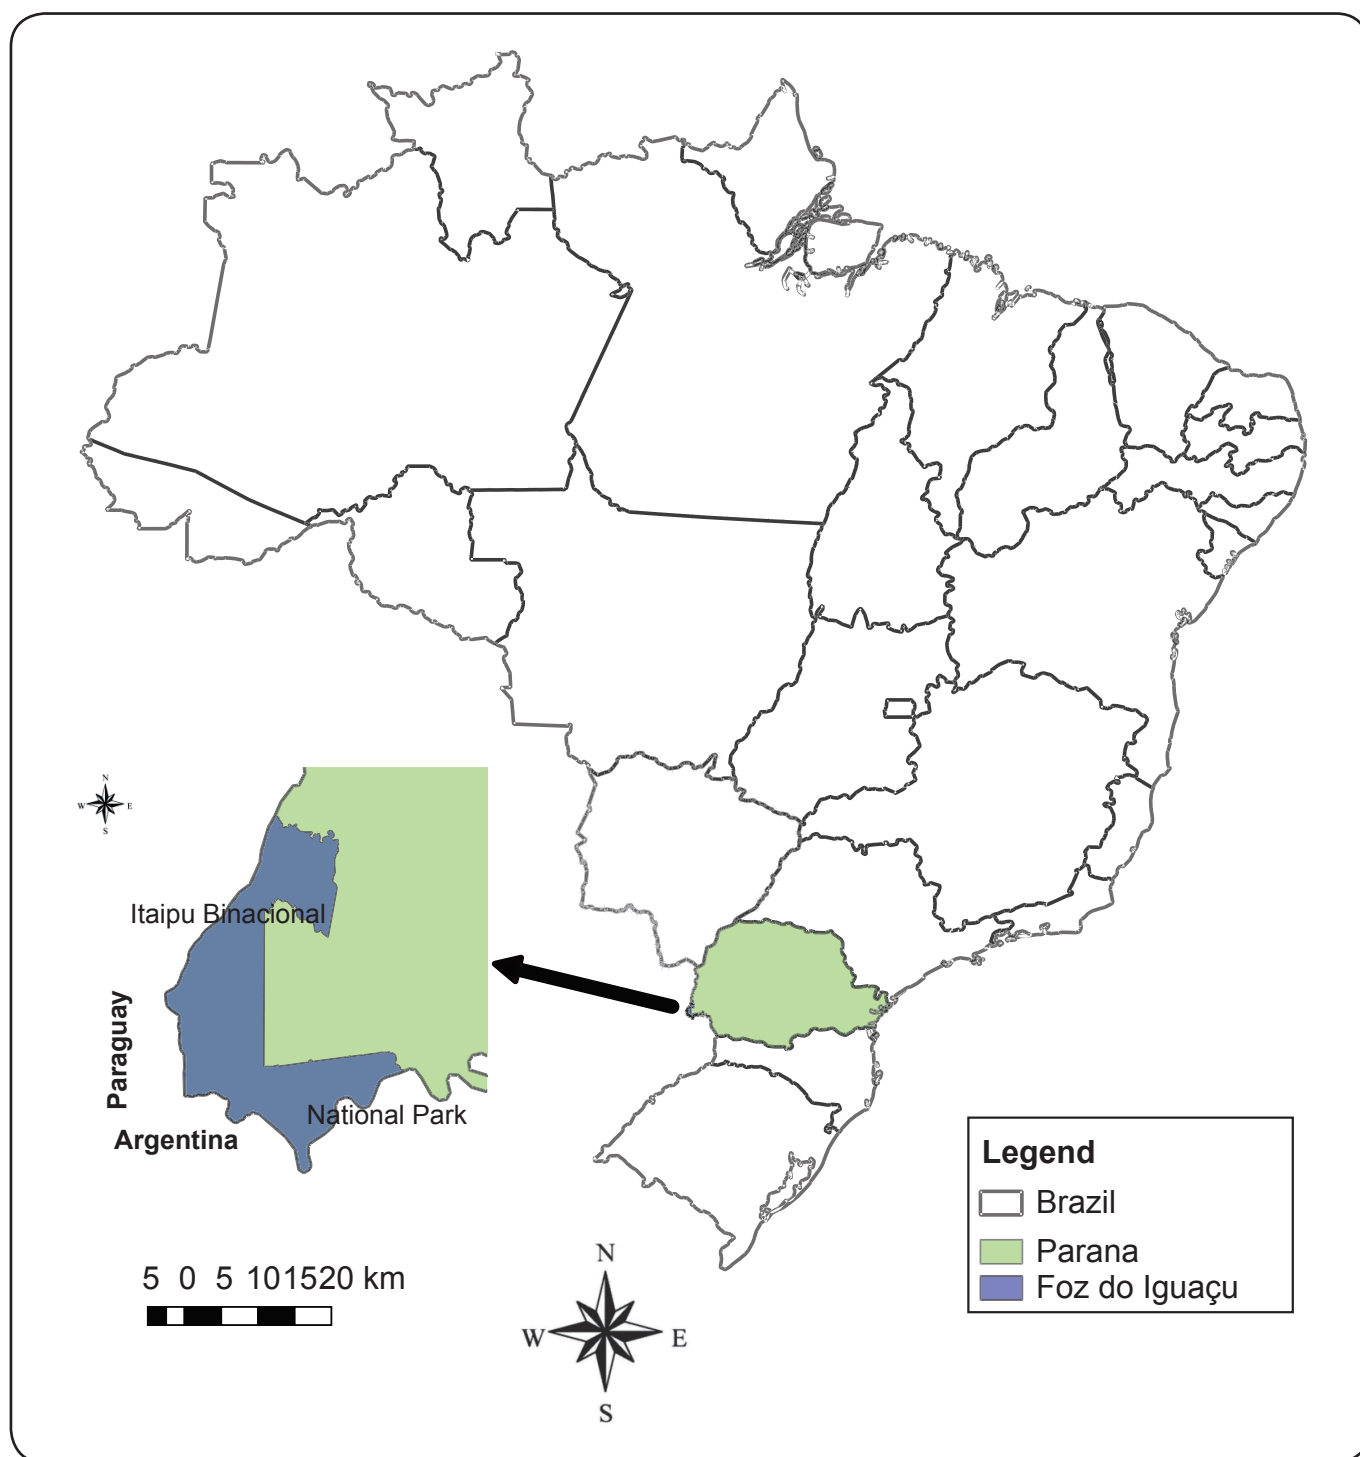 N
W E
S
Itaipu Binacional
Paraguay
National Park
Argentina
Legend
Brazil
Parana
Foz do Iguaçu
5 0 5 101520 km
N
W E
S